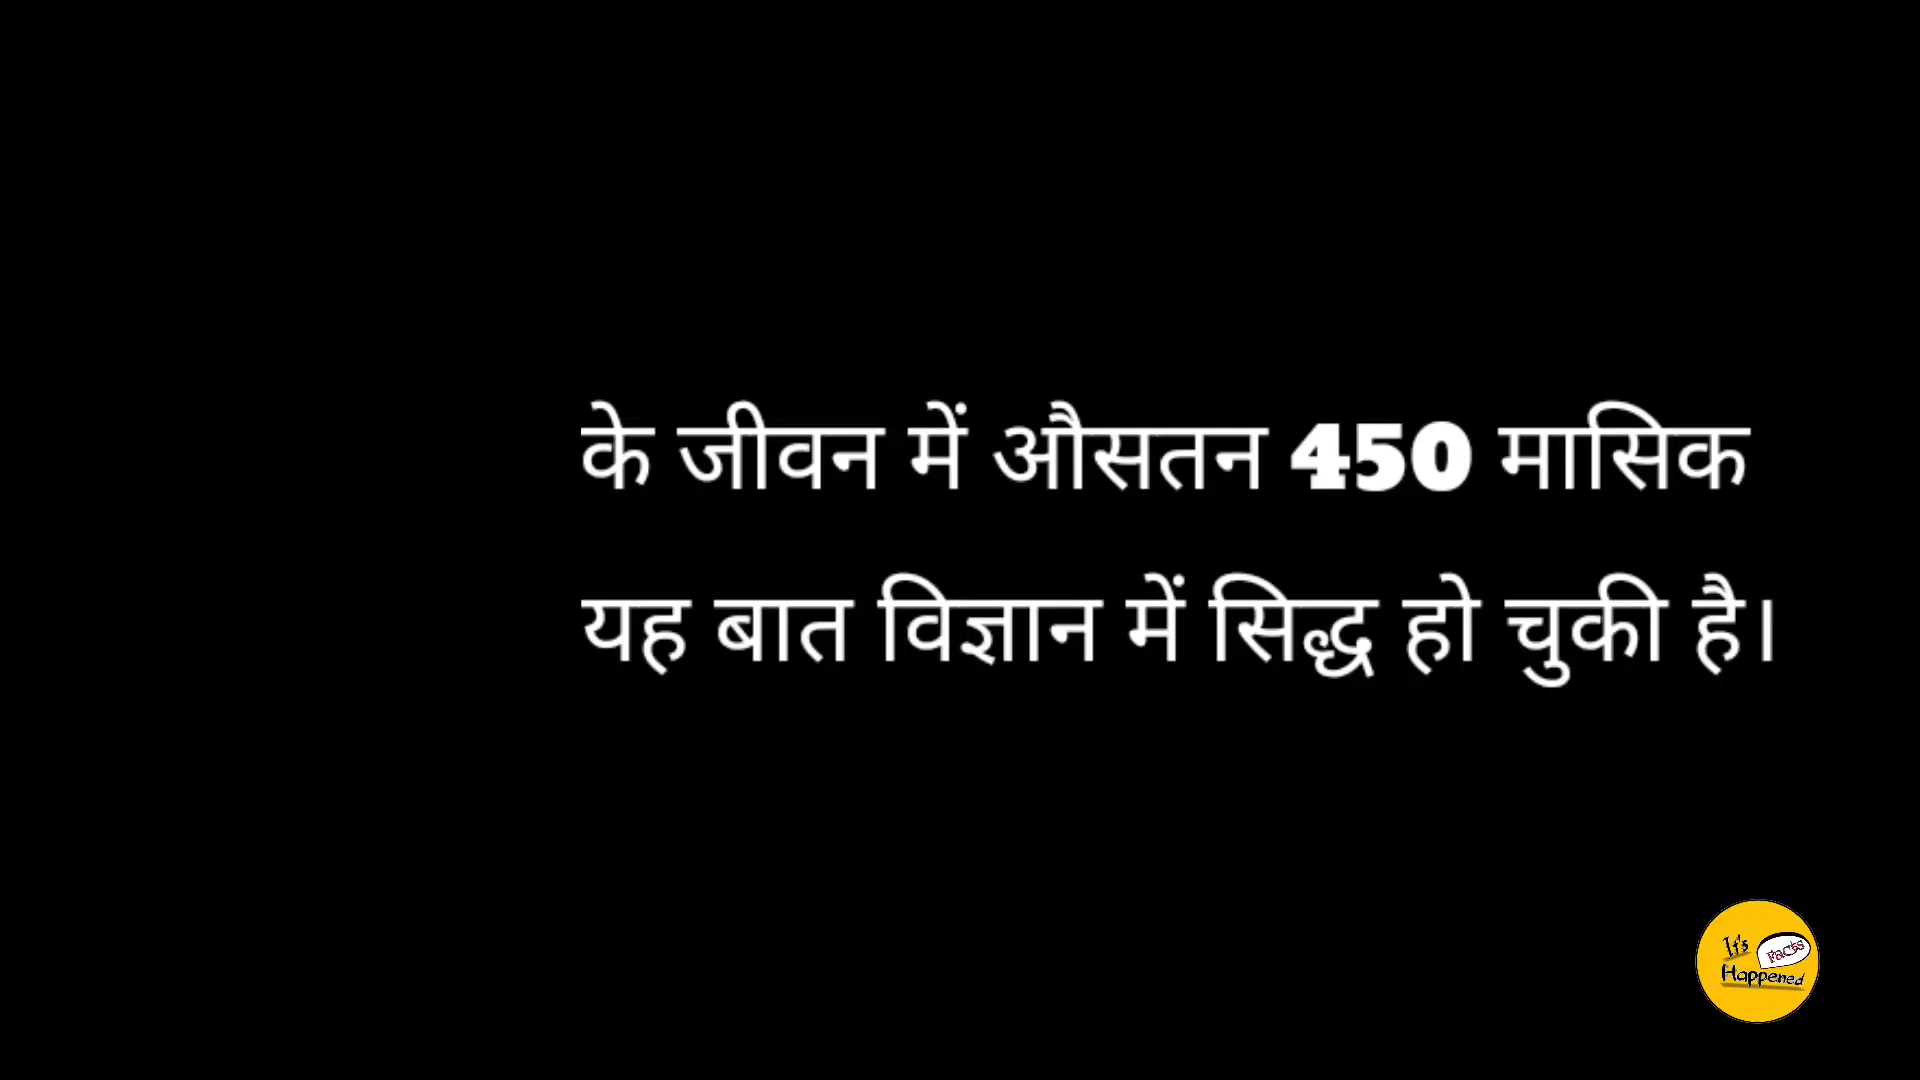 के जीवन में औसतन 450 मासिक
यह बात विज्ञान में सिद्ध हो चुकी है।
It's Facts
Happened